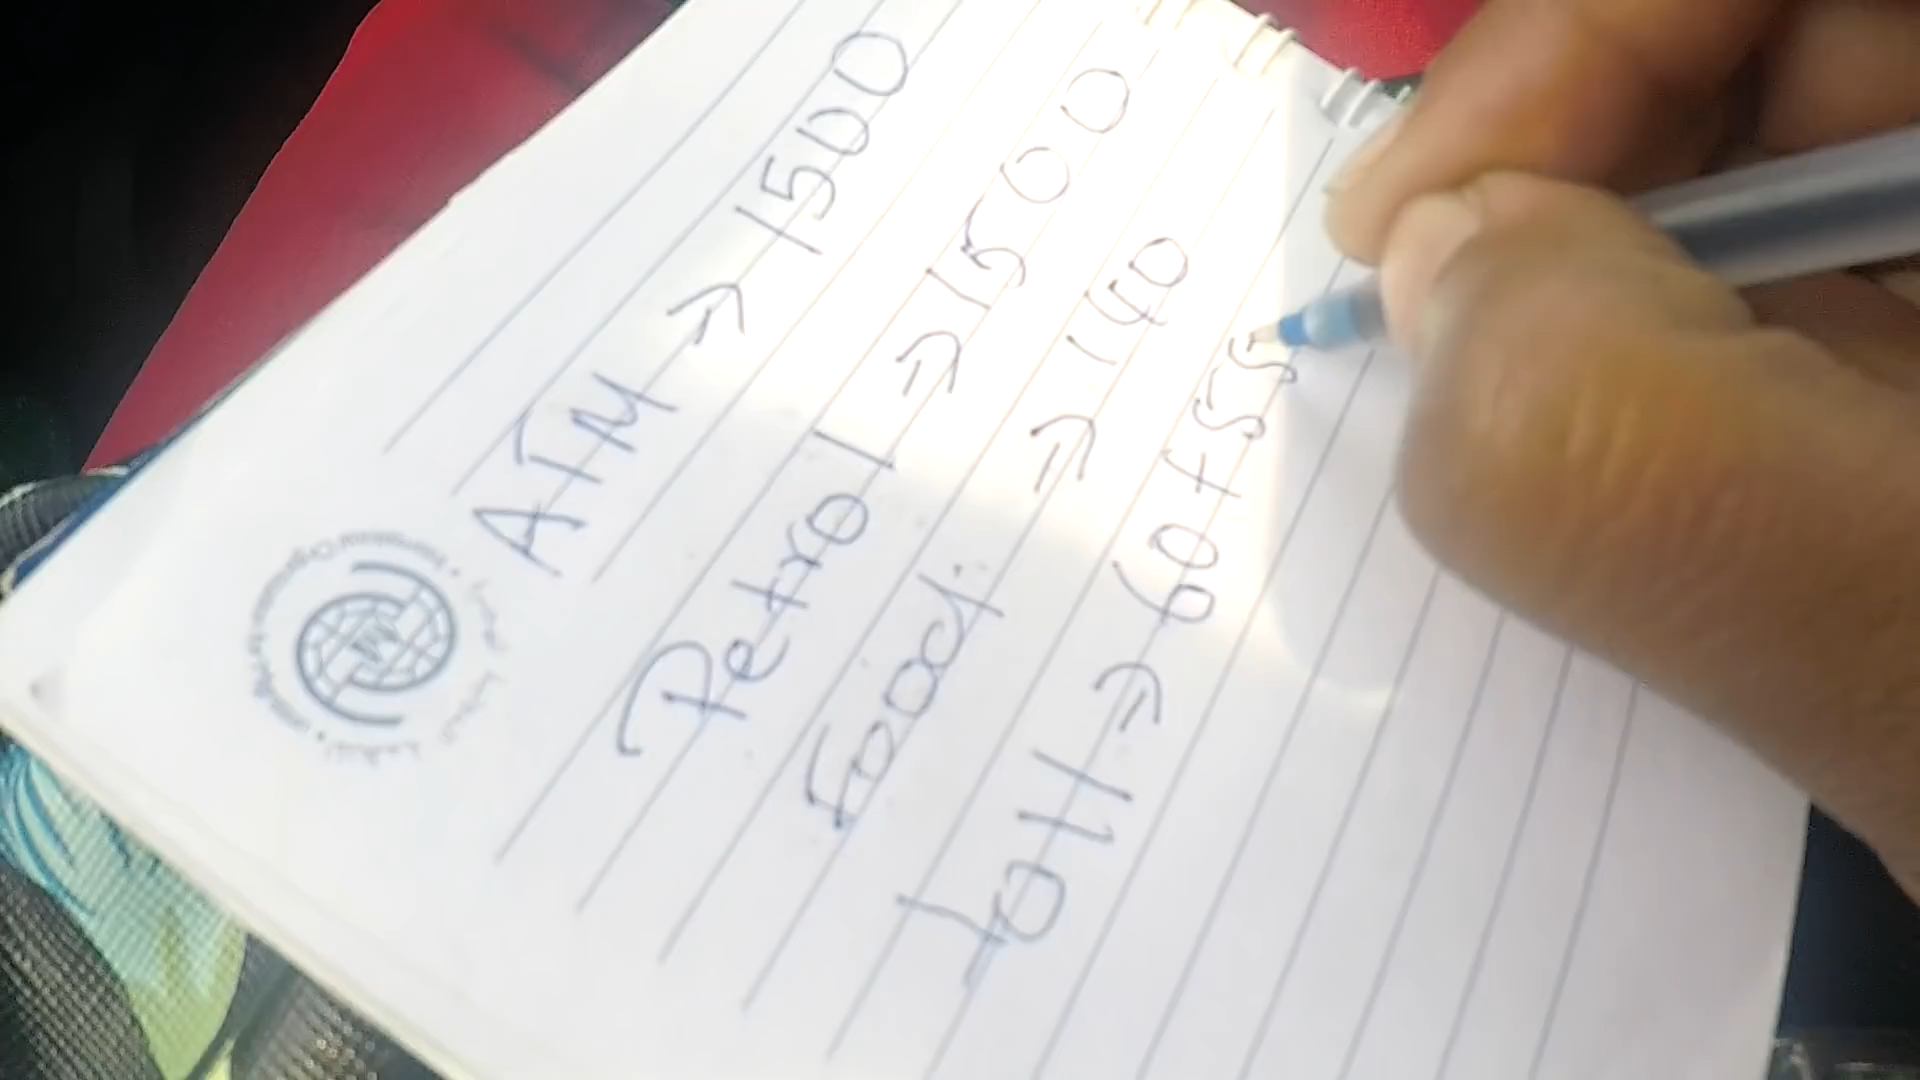 ATM → 1500
Petrol → 1500
Food → 140
Toll → 60+55